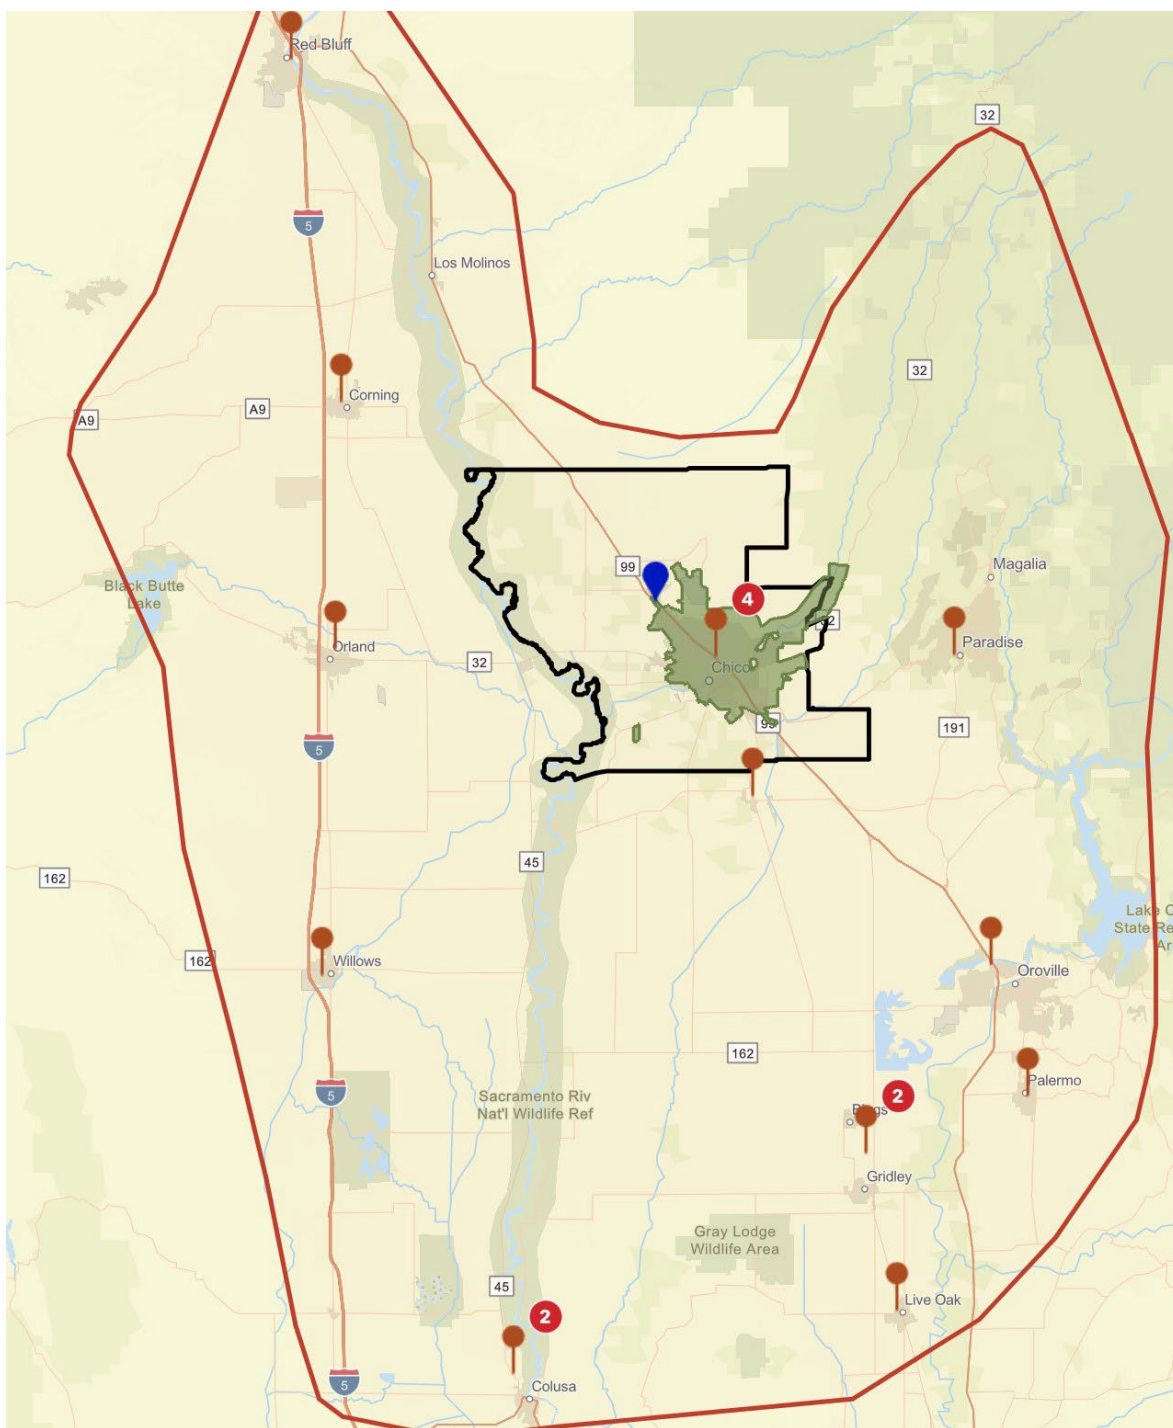 Red Bluff
32
5
Los Molinos
32
Corning
A9
A9
99
Magalia
Black Butte
Lake
4
32
Paradise
Orland
32
Chico
99
191
5
45
162
Lake
State
162
Willows
Oroville
162
5
Sacramento Riv
Nat'l Wildlife Ref
Palermo
2
Gridley
Gray Lodge
Wildlife Area
45
Live Oak
2
5
Colusa